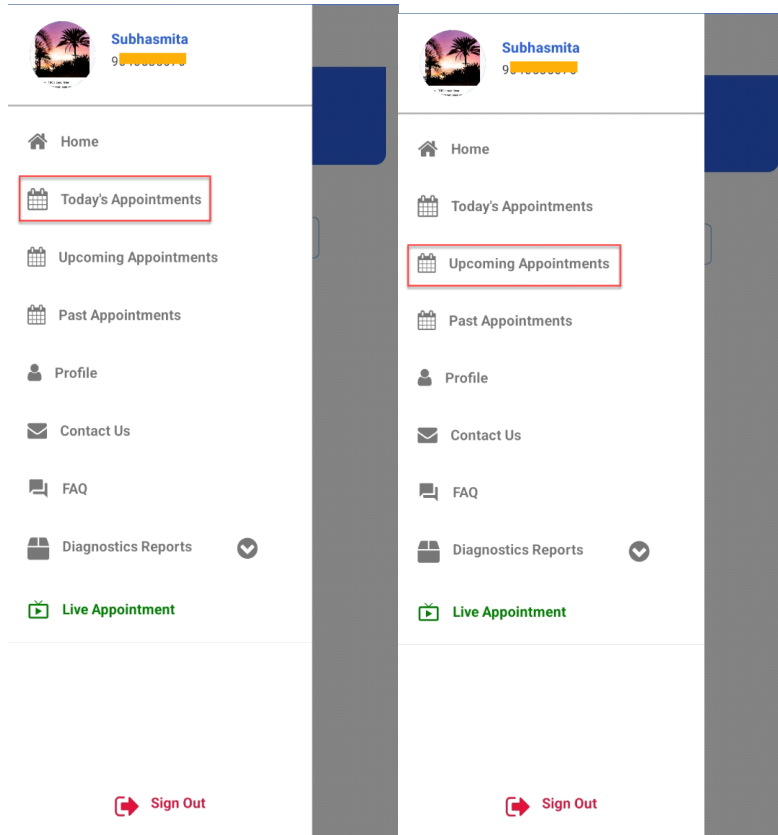 Subhasmita
Home
Today's Appointments
Upcoming Appointments
Past Appointments
Profile
Contact Us
FAQ
Diagnostics Reports
Live Appointment
Sign Out
Subhasmita
Home
Today's Appointments
Upcoming Appointments
Past Appointments
Profile
Contact Us
FAQ
Diagnostics Reports
Live Appointment
Sign Out